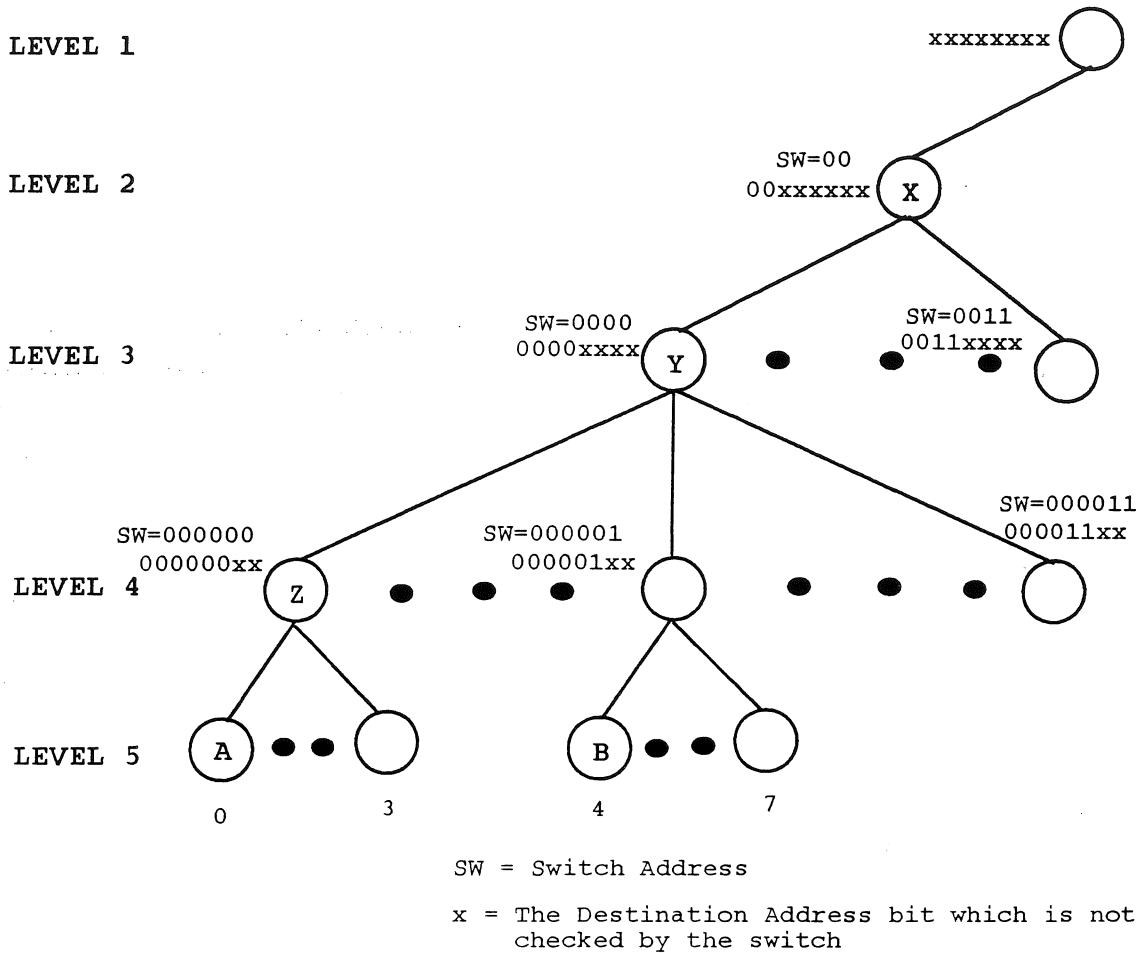 LEVEL 1
xxxxxxxx
SW=00
LEVEL 2
00xxxxxx
X
SW=0000
SW=0011
0000xxxx
0011xxxx
LEVEL 3
Y
SW=000000
SW=000001
SW=000011
000000xx
000001xx
000011xx
LEVEL 4
Z
LEVEL 5
A
B
0
3
4
7
SW = Switch Address
x = The Destination Address bit which is not
checked by the switch